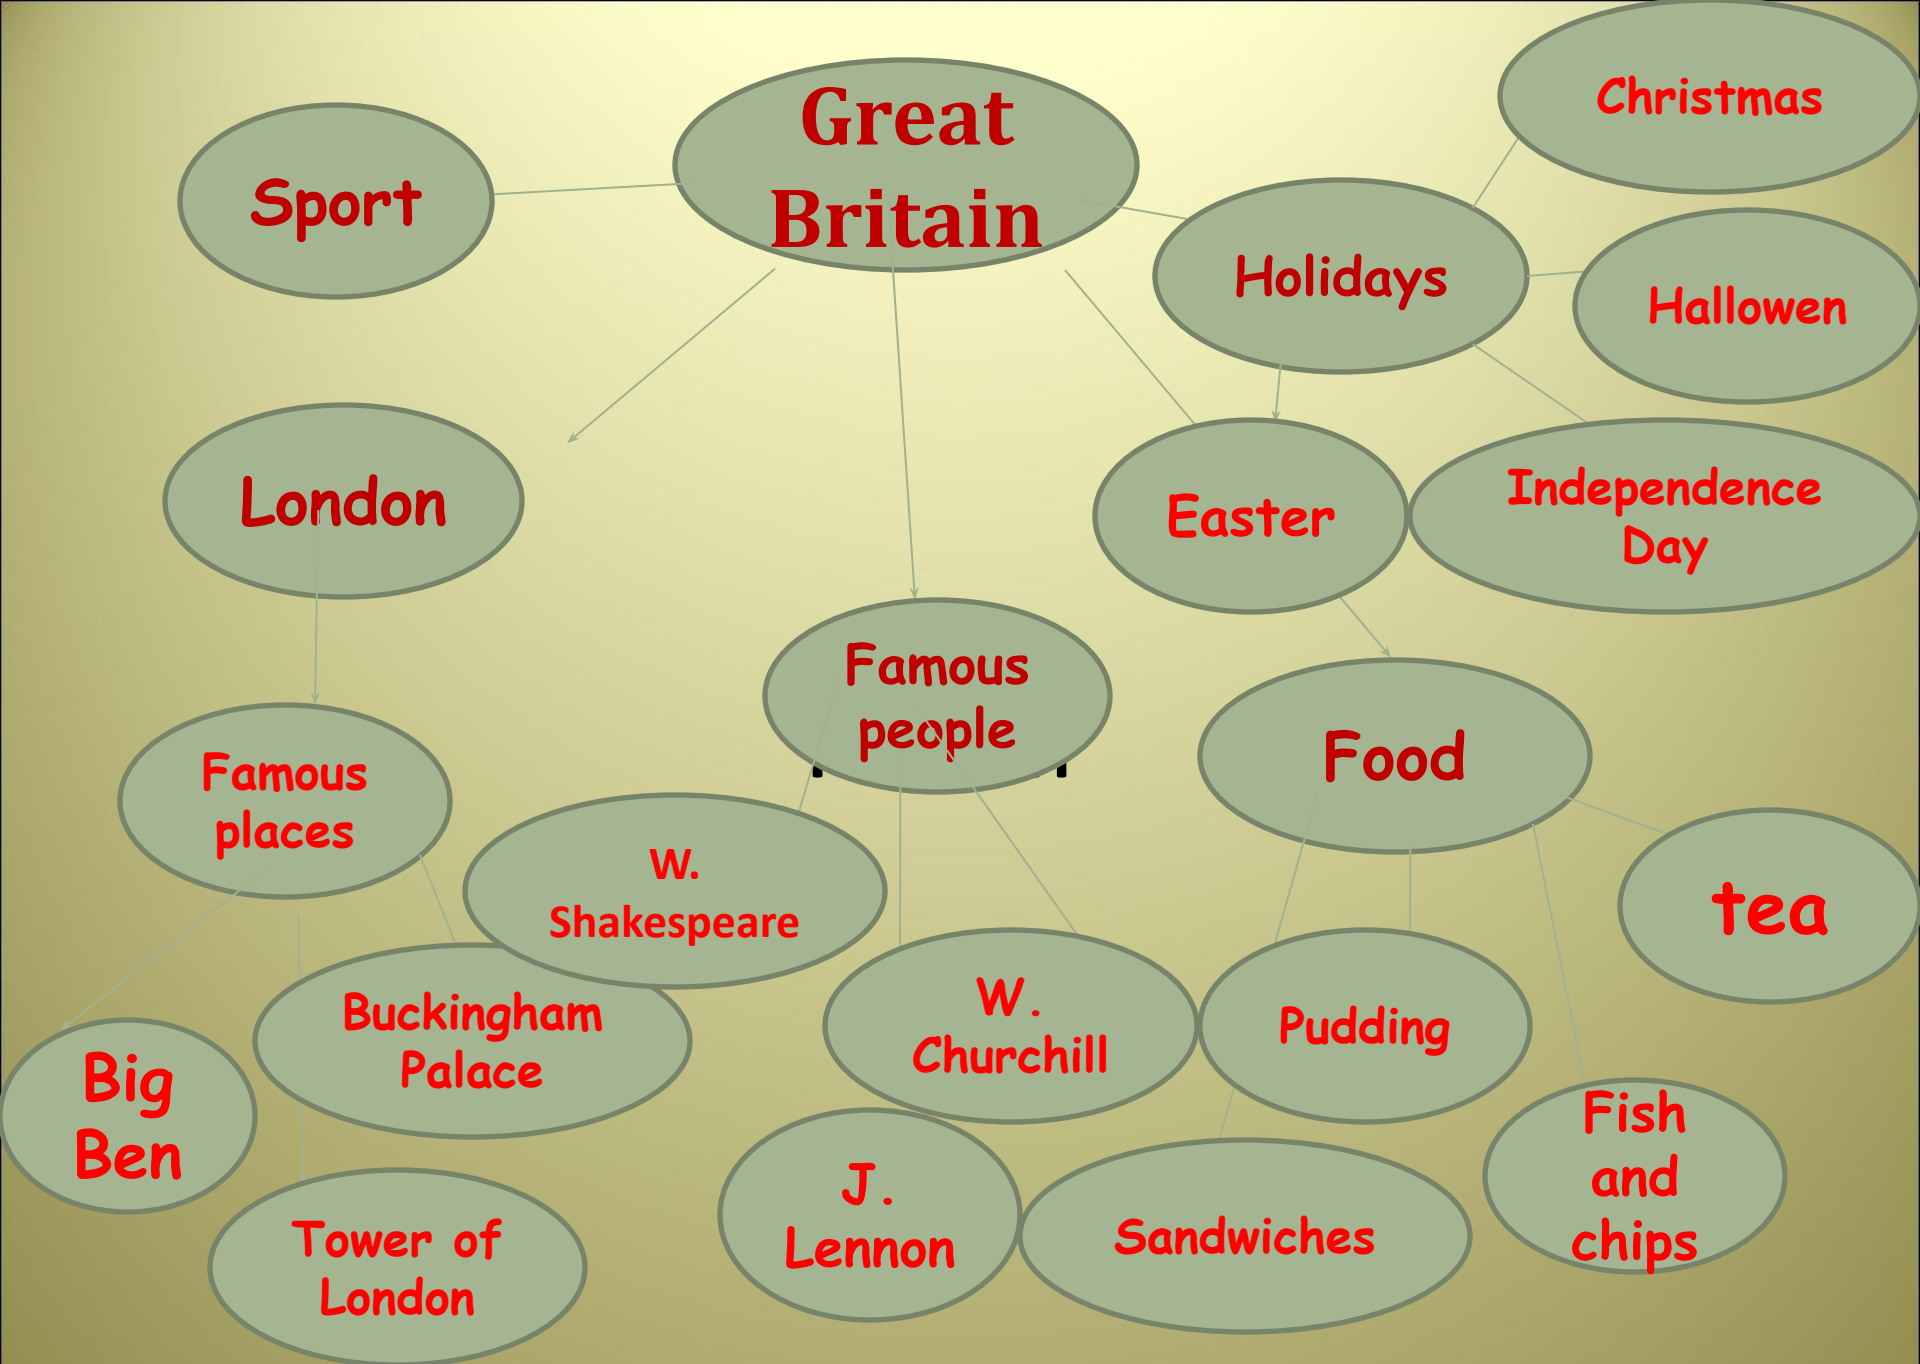 Great
Britain
Sport
Christmas
Holidays
Hallowen
London
Easter
Independence
Day
Famous
people
Food
Famous
places
W.
Shakespeare
tea
Buckingham
Palace
W.
Churchill
Pudding
Big
Ben
Fish
and
chips
J.
Lennon
Sandwiches
Tower of
London